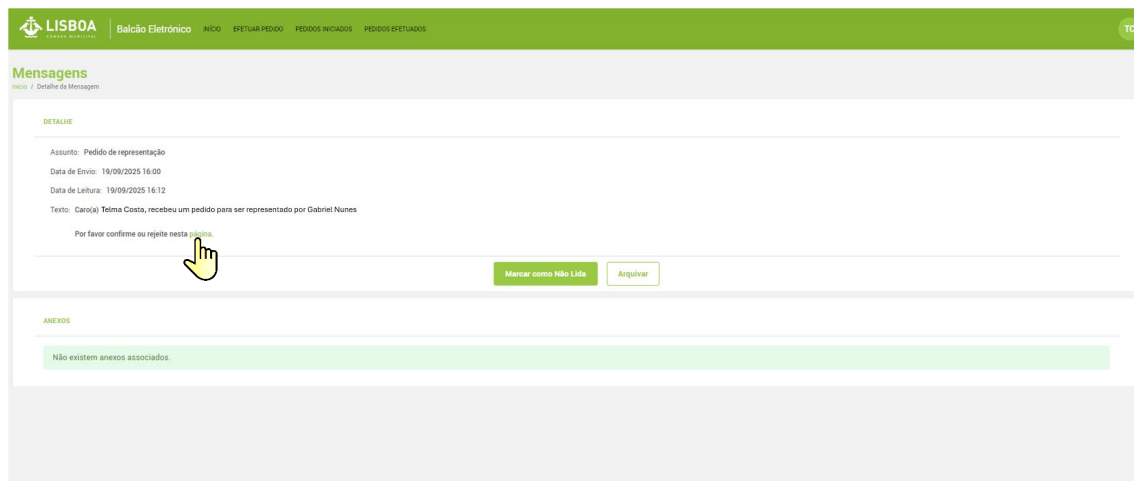 LISBOA
CÂMARA MUNICIPAL
Balcão Eletrónico INÍCIO EFETUAR PEDIDO PEDIDOS INICIADOS PEDIDOS EFETUADOS
Mensagens
Início / Detalhe da Mensagem
DETALHE
Assunto: Pedido de representação
Data de Envio: 19/09/2025 16:00
Data de Leitura: 19/09/2025 16:12
Texto: Caro(a) Telma Costa, recebeu um pedido para ser representado por Gabriel Nunes
Por favor confirme ou rejeite nesta página.
Marcar como Não Lida Arquivar
ANEXOS
Não existem anexos associados.